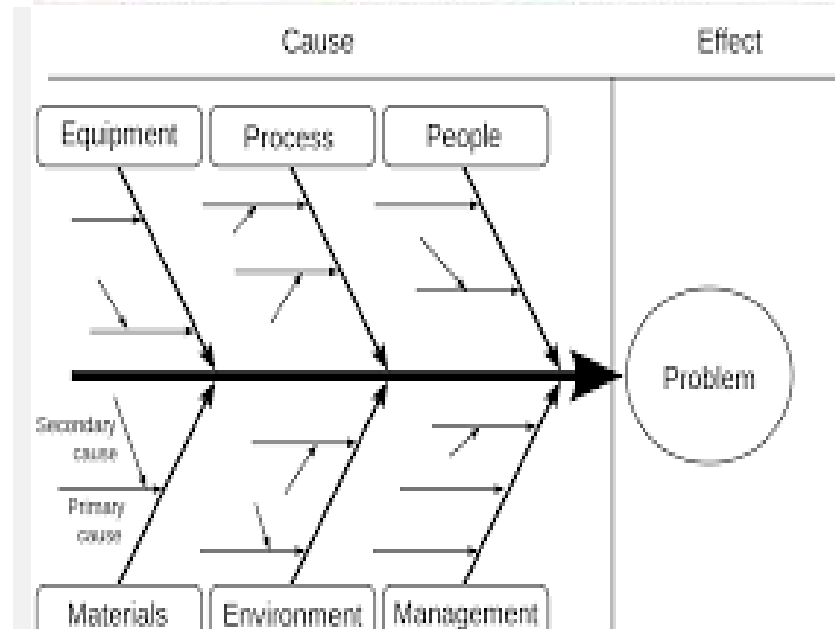 Cause
Effect
Equipment
Process
People
Problem
Secondary
cause
Primary
cause
Materials
Environment
Management